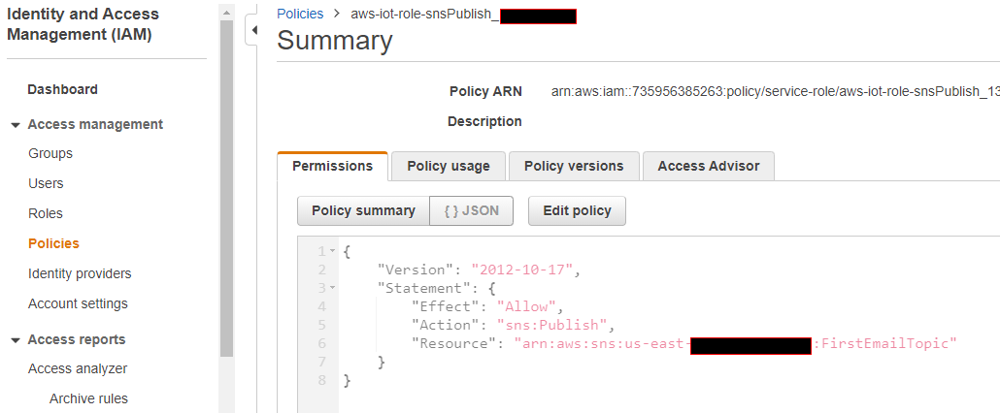 Identity and Access
Management (IAM)
Dashboard
Access management
Groups
Users
Roles
Policies
Identity providers
Account settings
Access reports
Access analyzer
Archive rules
Policies > aws-iot-role-snsPublish_
Summary
Policy ARN arn:aws:iam::735956385263:policy/service-role/aws-iot-role-snsPublish_13
Description
Permissions Policy usage Policy versions Access Advisor
Policy summary { } JSON Edit policy
1 {
2 "Version": "2012-10-17",
3 "Statement": {
4 "Effect": "Allow",
5 "Action": "sns:Publish",
6 "Resource": "arn:aws:sns:us-east- :FirstEmailTopic"
7 }
8 }